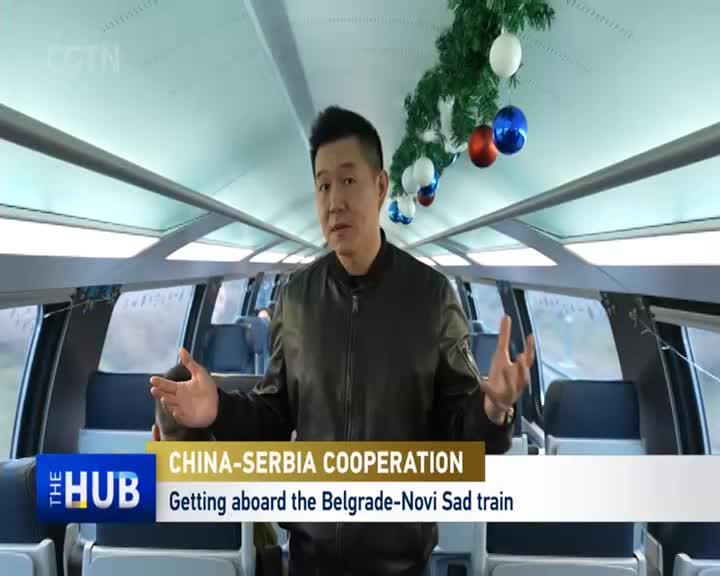 CGTN
THE HUB
CHINA-SERBIA COOPERATION
Getting aboard the Belgrade-Novi Sad train